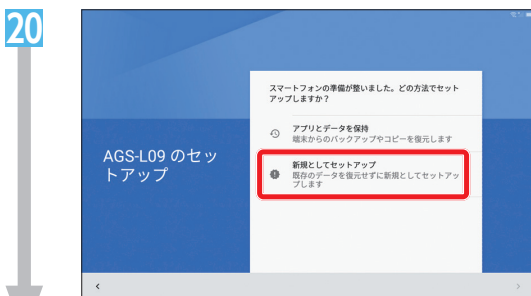 20
スマートフォンの準備が整いました。どの方法でセット
アップしますか？
アプリとデータを保持
端末からのバックアップやコピーを復元します
AGS-L09 のセッ
トアップ
新規としてセットアップ
既存のデータを復元せずに新規としてセットアッ
プします